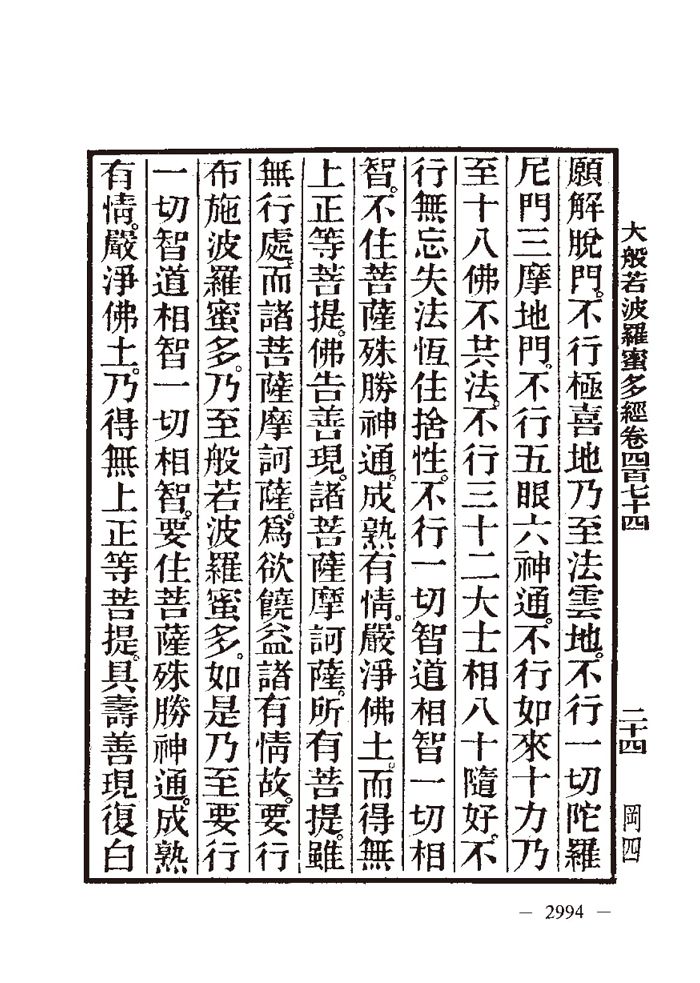 大般若波羅蜜多經卷四百七十四 二十四 岡四
願解脫門。不行極喜地乃至法雲地。不行一切陀羅
尼門三摩地門。不行五眼六神通。不行如來十力乃
至十八佛不共法。不行三十二大士相八十隨好。不
行無忘失法恆住捨性。不行一切智道相智一切相
智。不住菩薩殊勝神通。成熟有情。嚴淨佛土。而得無
上正等菩提。佛告善現。諸菩薩摩訶薩。所有菩提。雖
無行處。而諸菩薩摩訶薩。爲欲饒益諸有情故。要行
布施波羅蜜多。乃至般若波羅蜜多。如是乃至要行
一切智道相智一切相智。要住菩薩殊勝神通。成熟
有情。嚴淨佛土。乃得無上正等菩提。具壽善現復白
— 2994 —